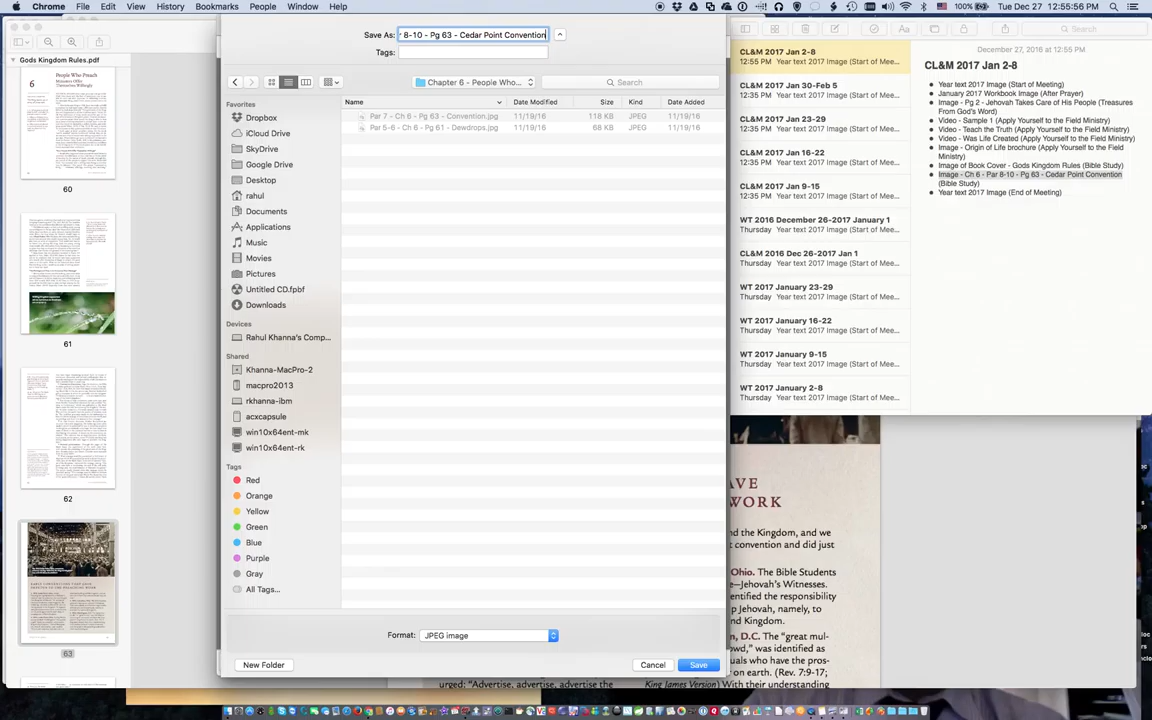 Chrome File Edit View History Bookmarks People Window Help
100% Tue Dec 27 12:55:56 PM
Gods Kingdom Rules.pdf
6
People Who Preach
60
61
62
63
Save As: r 8-10 - Pg 63 - Cedar Point Convention
Tags:
Chapter 6 - People Who...
Search
Favorites
Dropbox
iCloud Drive
SkyDrive
Google Drive
Desktop
rahul
Documents
Applications
Music
Movies
Pictures
Untitled CD.fpbf
Downloads
Devices
Rahul Khanna's Comp...
Shared
Khanna-MacPro-2
macpro2013
rkhanna-ibm
acxcapsule
win10x64ent-mk
win10x64ent-rk
Tags
Red
Orange
Yellow
Green
Blue
Purple
Gray
All Tags...
Name Date Modified Size Kind Date Added
Par 7 - Ch 6 - Pg 63 - Conven 11/19/16 118 KB JPEG 11/19/16
Par 5-6 - Ch 6 - Pg 61 - Dewdrops.jpg 11/19/16 68 KB JPEG 11/19/16
Format: JPEG image
New Folder Cancel Save
CL&M 2017 Jan 2-8
12:55 PM Year text 2017 Image (Start of Mee...
CL&M 2017 Jan 30-Feb 5
12:35 PM Year text 2017 Image (Start of Mee...
CL&M 2017 Jan 23-29
12:35 PM Year text 2017 Image (Start of Mee...
CL&M 2017 Jan 16-22
12:35 PM Year text 2017 Image (Start of Mee...
CL&M 2017 Jan 9-15
12:35 PM Year text 2017 Image (Start of Mee...
WT 2016 December 26-2017 January 1
Thursday Year text 2017 Image (Start of Mee...
CL&M 2016 Dec 26-2017 Jan 1
Thursday Year text 2017 Image (Start of Mee...
WT 2017 January 23-29
Thursday Year text 2017 Image (Start of Mee...
WT 2017 January 16-22
Thursday Year text 2017 Image (Start of Mee...
WT 2017 January 9-15
Thursday Year text 2017 Image (Start of Mee...
WT 2017 January 2-8
Thursday Year text 2017 Image (Start of Mee...
Search
December 27, 2016 at 12:55 PM
CL&M 2017 Jan 2-8
Year text 2017 Image (Start of Meeting)
January 2017 Workbook Image (After Prayer)
Image - Pg 2 - Jehovah Takes Care of His People (Treasures
From God's Word)
Video - Sample 1 (Apply Yourself to the Field Ministry)
Video - Teach the Truth (Apply Yourself to the Field Ministry)
Video - Was Life Created (Apply Yourself to the Field Ministry)
Image - Origin of Life brochure (Apply Yourself to the Field
Ministry)
Image of Book Cover - Gods Kingdom Rules (Bible Study)
Image - Ch 6 - Par 8-10 - Pg 63 - Cedar Point Convention
(Bible Study)
Year text 2017 Image (End of Meeting)
AVE
WORK
d the Kingdom, and we
t convention and did just
Ohio. The Bible Students
e—Jehovah's Witnesses.
entified the responsibility
p Jehovah, namely, to
nd Kingdom.
n, D.C. The "great mul-
owd," was identified as
uals who have the pros-
on earth. (Rev. 7:9-17;
urged: "Advertise, advertise, advertise the
King James Version) With their understanding